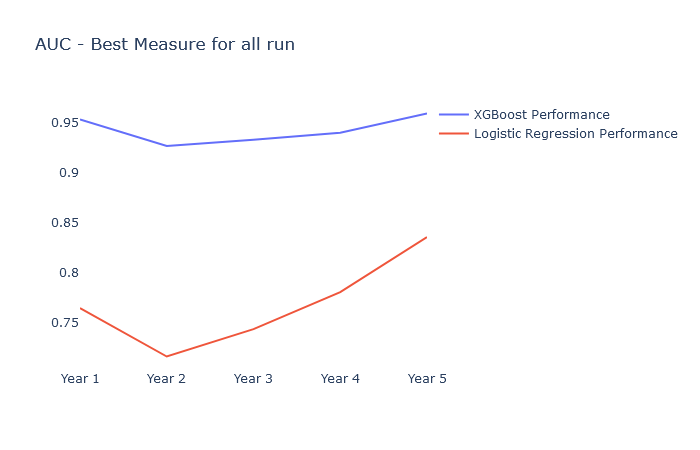 AUC - Best Measure for all run
XGBoost Performance
Logistic Regression Performance
0.95
0.9
0.85
0.8
0.75
Year 1 Year 2 Year 3 Year 4 Year 5